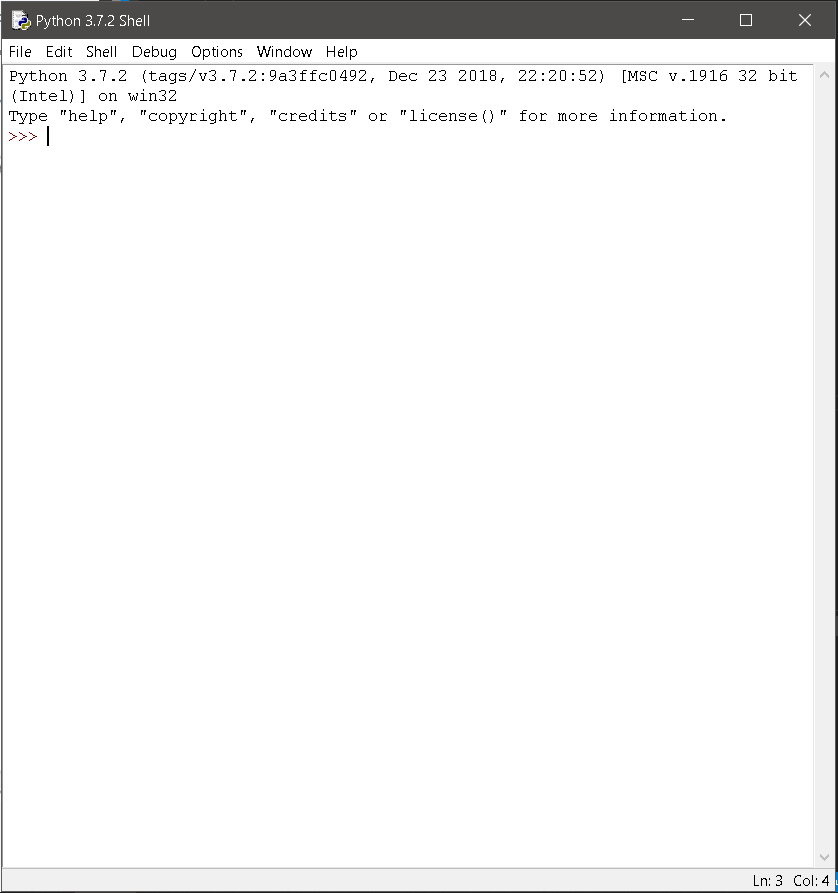 Python 3.7.2 Shell
File Edit Shell Debug Options Window Help
Python 3.7.2 (tags/v3.7.2:9a3ffc0492, Dec 23 2018, 22:20:52) [MSC v.1916 32 bit
(Intel)] on win32
Type "help", "copyright", "credits" or "license()" for more information.
>>>
Ln: 3 Col: 4